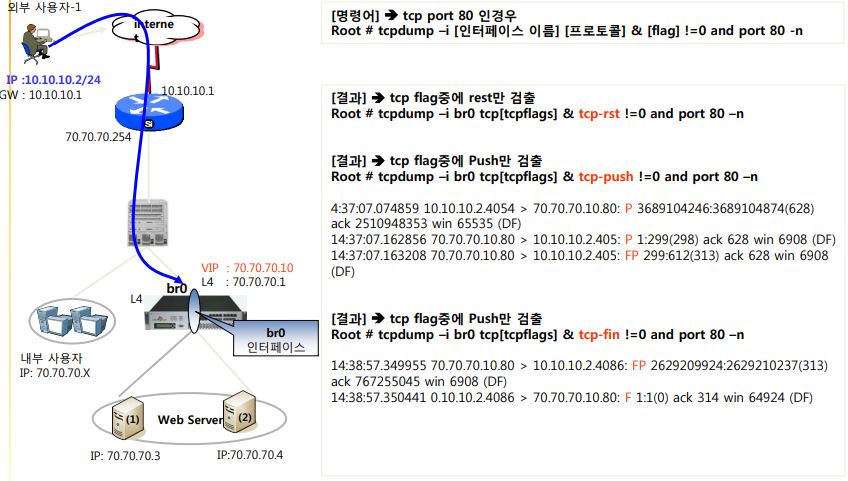 외부 사용자-1
interne
t
IP :10.10.10.2/24
GW : 10.10.10.1
10.10.10.1
Si
70.70.70.254
VIP : 70.70.70.10
L4 : 70.70.70.1
br0
L4
br0
인터페이스
내부 사용자
IP: 70.70.70.X
(1) Web Server (2)
IP: 70.70.70.3
IP:70.70.70.4
[명령어] ➔ tcp port 80 인경우
Root # tcpdump –i [인터페이스 이름] [프로토콜] & [flag] !=0 and port 80 -n
[결과] ➔ tcp flag중에 rest만 검출
Root # tcpdump –i br0 tcp[tcpflags] & tcp-rst !=0 and port 80 –n
[결과] ➔ tcp flag중에 Push만 검출
Root # tcpdump –i br0 tcp[tcpflags] & tcp-push !=0 and port 80 –n
4:37:07.074859 10.10.10.2.4054 > 70.70.70.10.80: P 3689104246:3689104874(628)
ack 2510948353 win 65535 (DF)
14:37:07.162856 70.70.70.10.80 > 10.10.10.2.405: P 1:299(298) ack 628 win 6908 (DF)
14:37:07.163208 70.70.70.10.80 > 10.10.10.2.405: FP 299:612(313) ack 628 win 6908
(DF)
[결과] ➔ tcp flag중에 Push만 검출
Root # tcpdump –i br0 tcp[tcpflags] & tcp-fin !=0 and port 80 –n
14:38:57.349955 70.70.70.10.80 > 10.10.10.2.4086: FP 2629209924:2629210237(313)
ack 767255045 win 6908 (DF)
14:38:57.350441 0.10.10.2.4086 > 70.70.70.10.80: F 1:1(0) ack 314 win 64924 (DF)